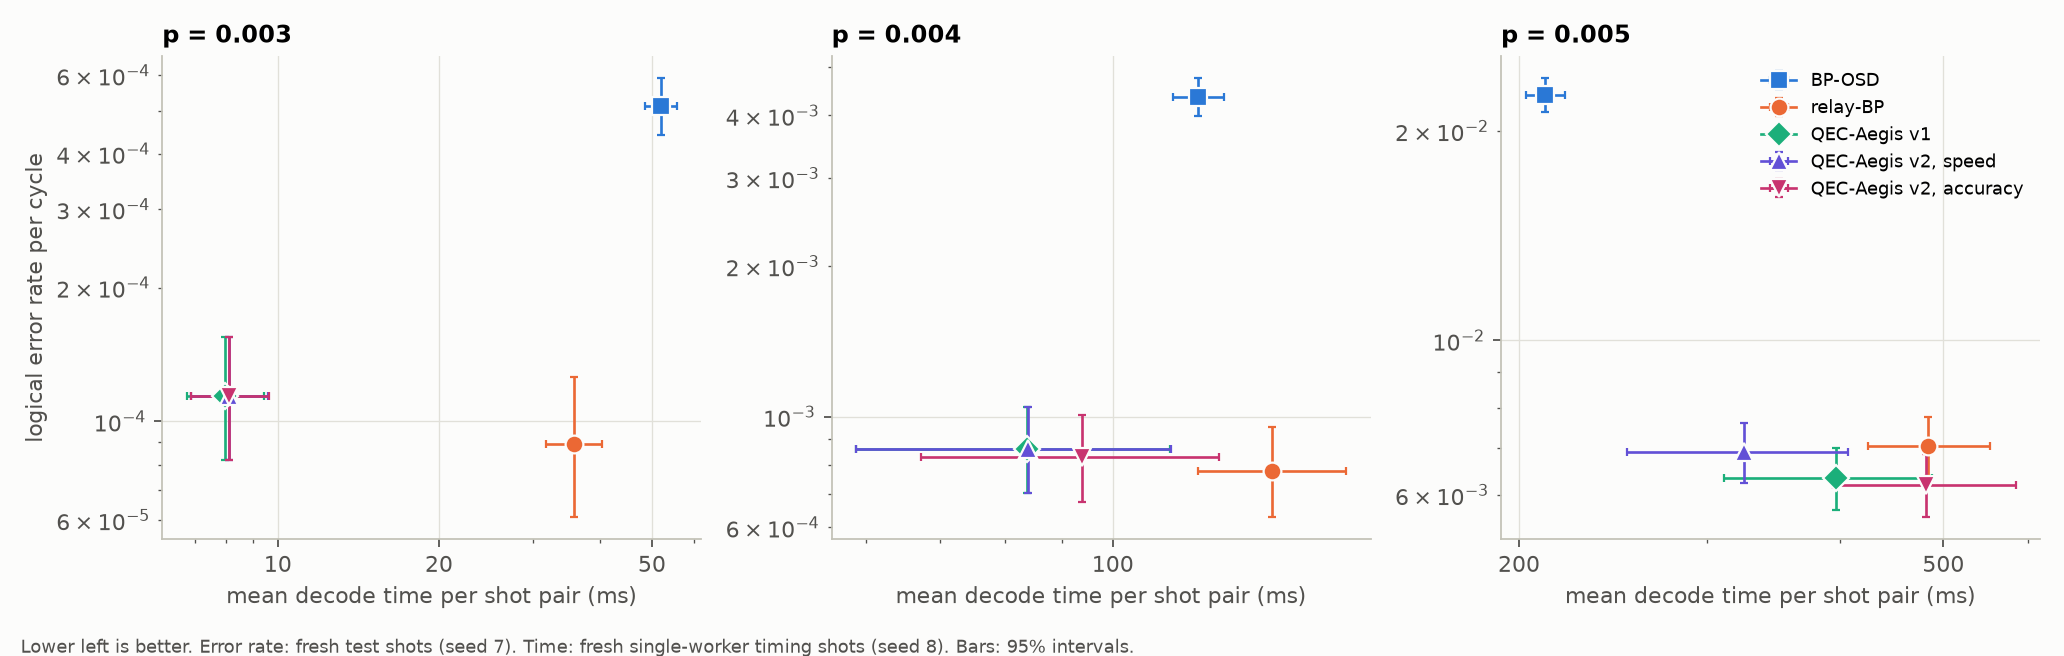 p = 0.003
p = 0.004
p = 0.005
logical error rate per cycle
6 × 10⁻⁴
4 × 10⁻⁴
3 × 10⁻⁴
2 × 10⁻⁴
10⁻⁴
6 × 10⁻⁵
10
20
50
mean decode time per shot pair (ms)
4 × 10⁻³
3 × 10⁻³
2 × 10⁻³
10⁻³
6 × 10⁻⁴
100
mean decode time per shot pair (ms)
2 × 10⁻²
10⁻²
6 × 10⁻³
200
500
mean decode time per shot pair (ms)
BP-OSD
relay-BP
QEC-Aegis v1
QEC-Aegis v2, speed
QEC-Aegis v2, accuracy
Lower left is better. Error rate: fresh test shots (seed 7). Time: fresh single-worker timing shots (seed 8). Bars: 95% intervals.